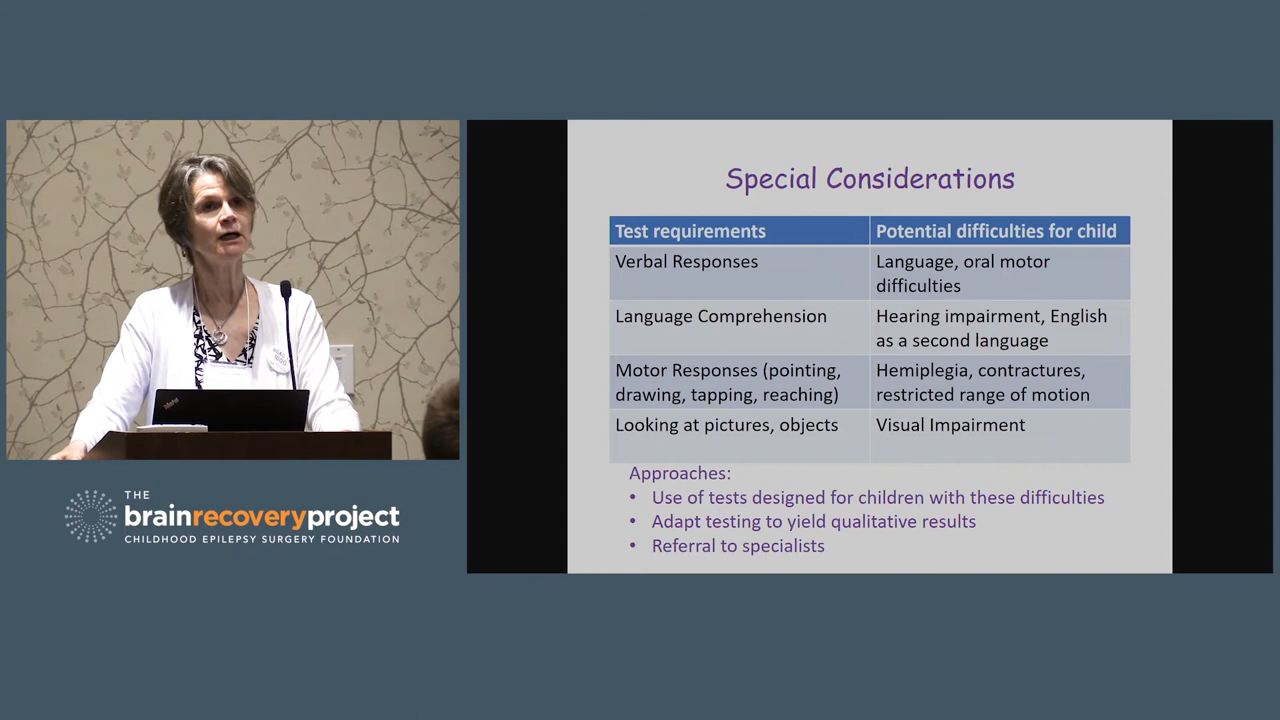 Special Considerations
Test requirements
Potential difficulties for child
Verbal Responses
Language, oral motor
difficulties
Language Comprehension
Hearing impairment, English
as a second language
Motor Responses (pointing,
drawing, tapping, reaching)
Hemiplegia, contractures,
restricted range of motion
Looking at pictures, objects
Visual Impairment
Approaches:
• Use of tests designed for children with these difficulties
• Adapt testing to yield qualitative results
• Referral to specialists
THE
brainrecoveryproject
CHILDHOOD EPILEPSY SURGERY FOUNDATION
ThinkPad